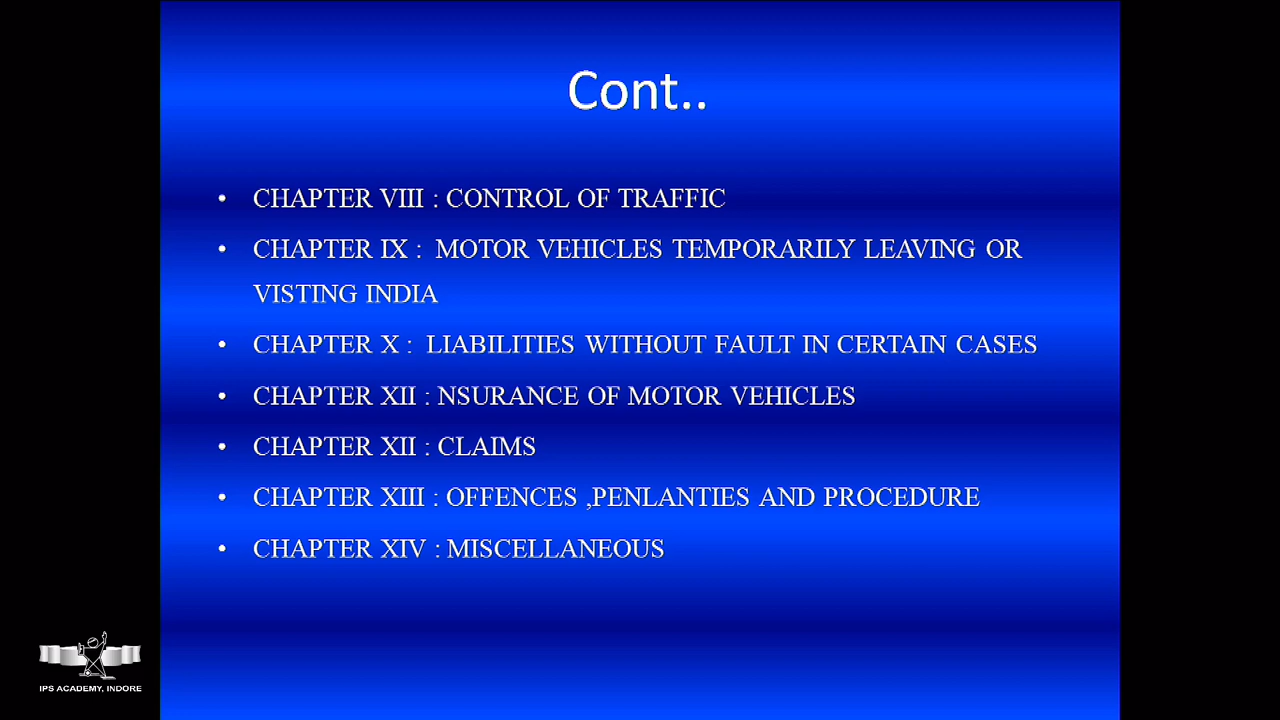 Cont..
• CHAPTER VIII : CONTROL OF TRAFFIC
• CHAPTER IX : MOTOR VEHICLES TEMPORARILY LEAVING OR
VISTING INDIA
• CHAPTER X : LIABILITIES WITHOUT FAULT IN CERTAIN CASES
• CHAPTER XII : NSURANCE OF MOTOR VEHICLES
• CHAPTER XII : CLAIMS
• CHAPTER XIII : OFFENCES ,PENLANTIES AND PROCEDURE
• CHAPTER XIV : MISCELLANEOUS
IPS ACADEMY, INDORE